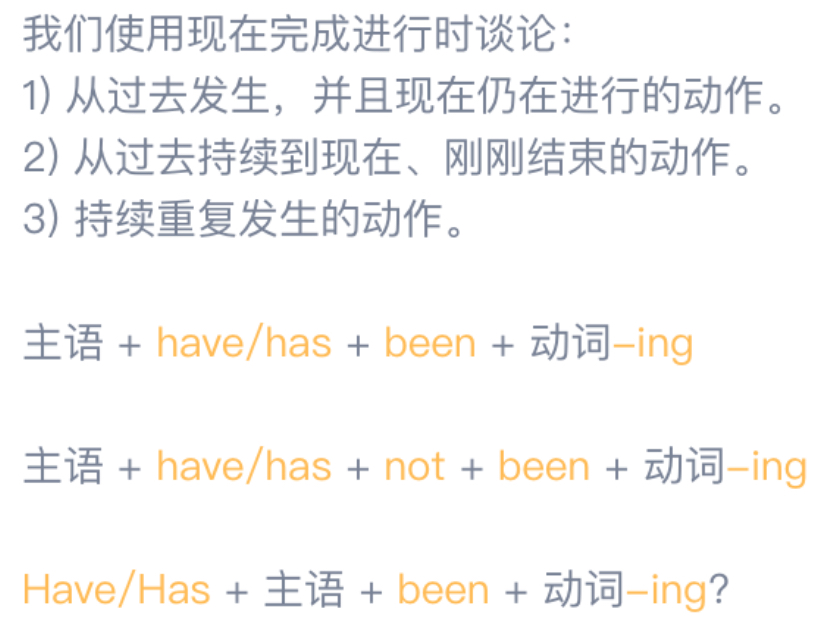 我们使用现在完成进行时谈论：
1) 从过去发生，并且现在仍在进行的动作。
2) 从过去持续到现在、刚刚结束的动作。
3) 持续重复发生的动作。
主语 + have/has + been + 动词–ing
主语 + have/has + not + been + 动词–ing
Have/Has + 主语 + been + 动词–ing?